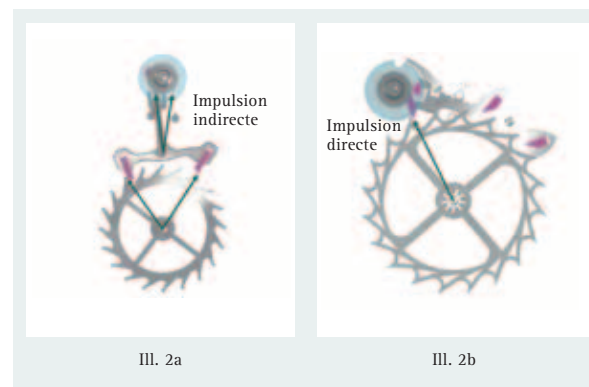 Impulsion
indirecte
Impulsion
directe
Ill. 2a
Ill. 2b